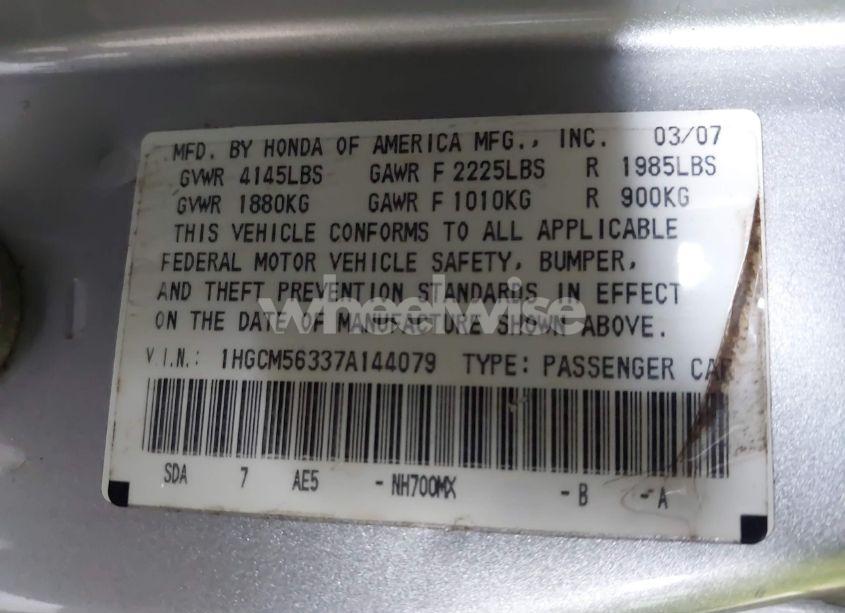 MFD. BY HONDA OF AMERICA MFG., INC. 03/07
GVWR 4145LBS GAWR F 2225LBS R 1985LBS
GVWR 1880KG GAWR F 1010KG R 900KG
THIS VEHICLE CONFORMS TO ALL APPLICABLE
FEDERAL MOTOR VEHICLE SAFETY, BUMPER,
AND THEFT PREVENTION STANDARDS IN EFFECT
wheelwise
ON THE DATE OF MANUFACTURE SHOWN ABOVE.
V.I.N.: 1HGCM56337A144079 TYPE: PASSENGER CAR
SDA 7 AE5 - NH700MX - B - A